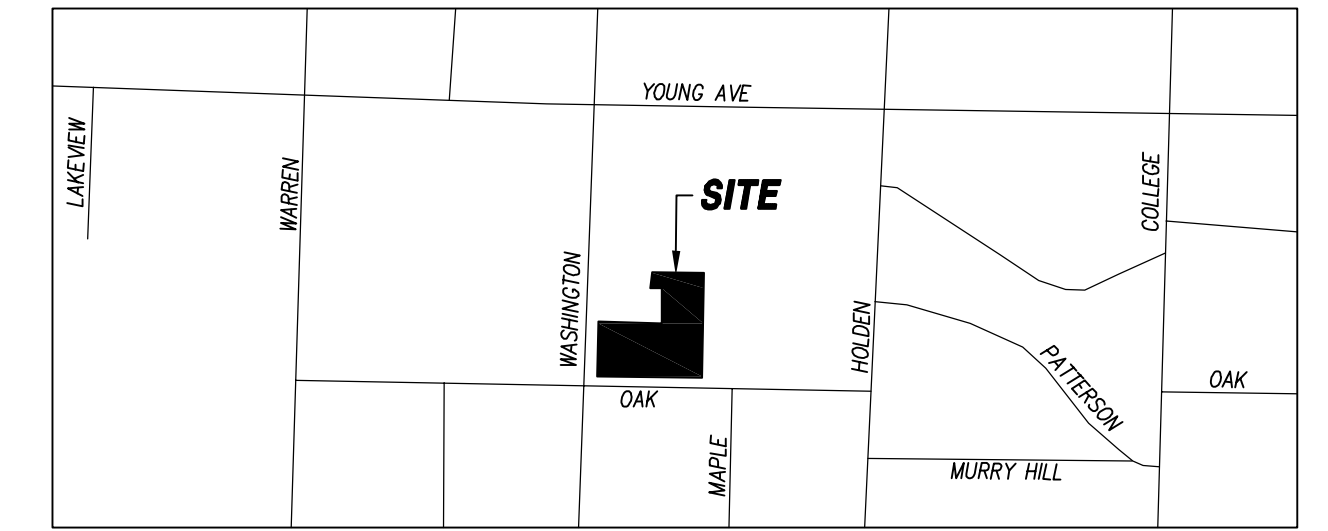 YOUNG AVE
LAKEVIEW
WARREN
SITE
COLLEGE
WASHINGTON
HOLDEN
PATTERSON
OAK
OAK
MAPLE
MURRY HILL